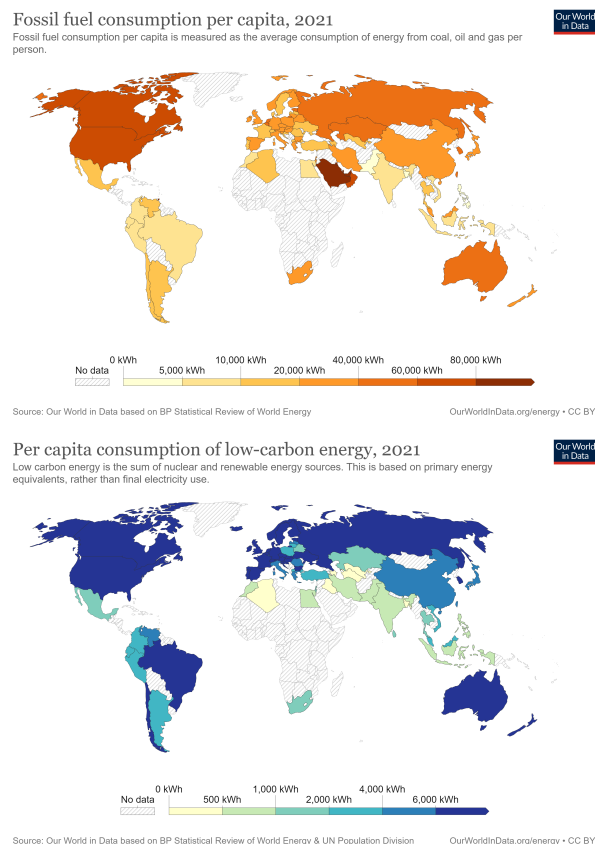 Fossil fuel consumption per capita, 2021
Our World
in Data
Fossil fuel consumption per capita is measured as the average consumption of energy from coal, oil and gas per
person.
0 kWh 10,000 kWh 40,000 kWh 80,000 kWh
No data 5,000 kWh 20,000 kWh 60,000 kWh
Source: Our World in Data based on BP Statistical Review of World Energy OurWorldInData.org/energy • CC BY
Per capita consumption of low-carbon energy, 2021
Our World
in Data
Low carbon energy is the sum of nuclear and renewable energy sources. This is based on primary energy
equivalents, rather than final electricity use.
0 kWh 1,000 kWh 4,000 kWh
No data 500 kWh 2,000 kWh 6,000 kWh
Source: Our World in Data based on BP Statistical Review of World Energy & UN Population Division OurWorldInData.org/energy • CC BY